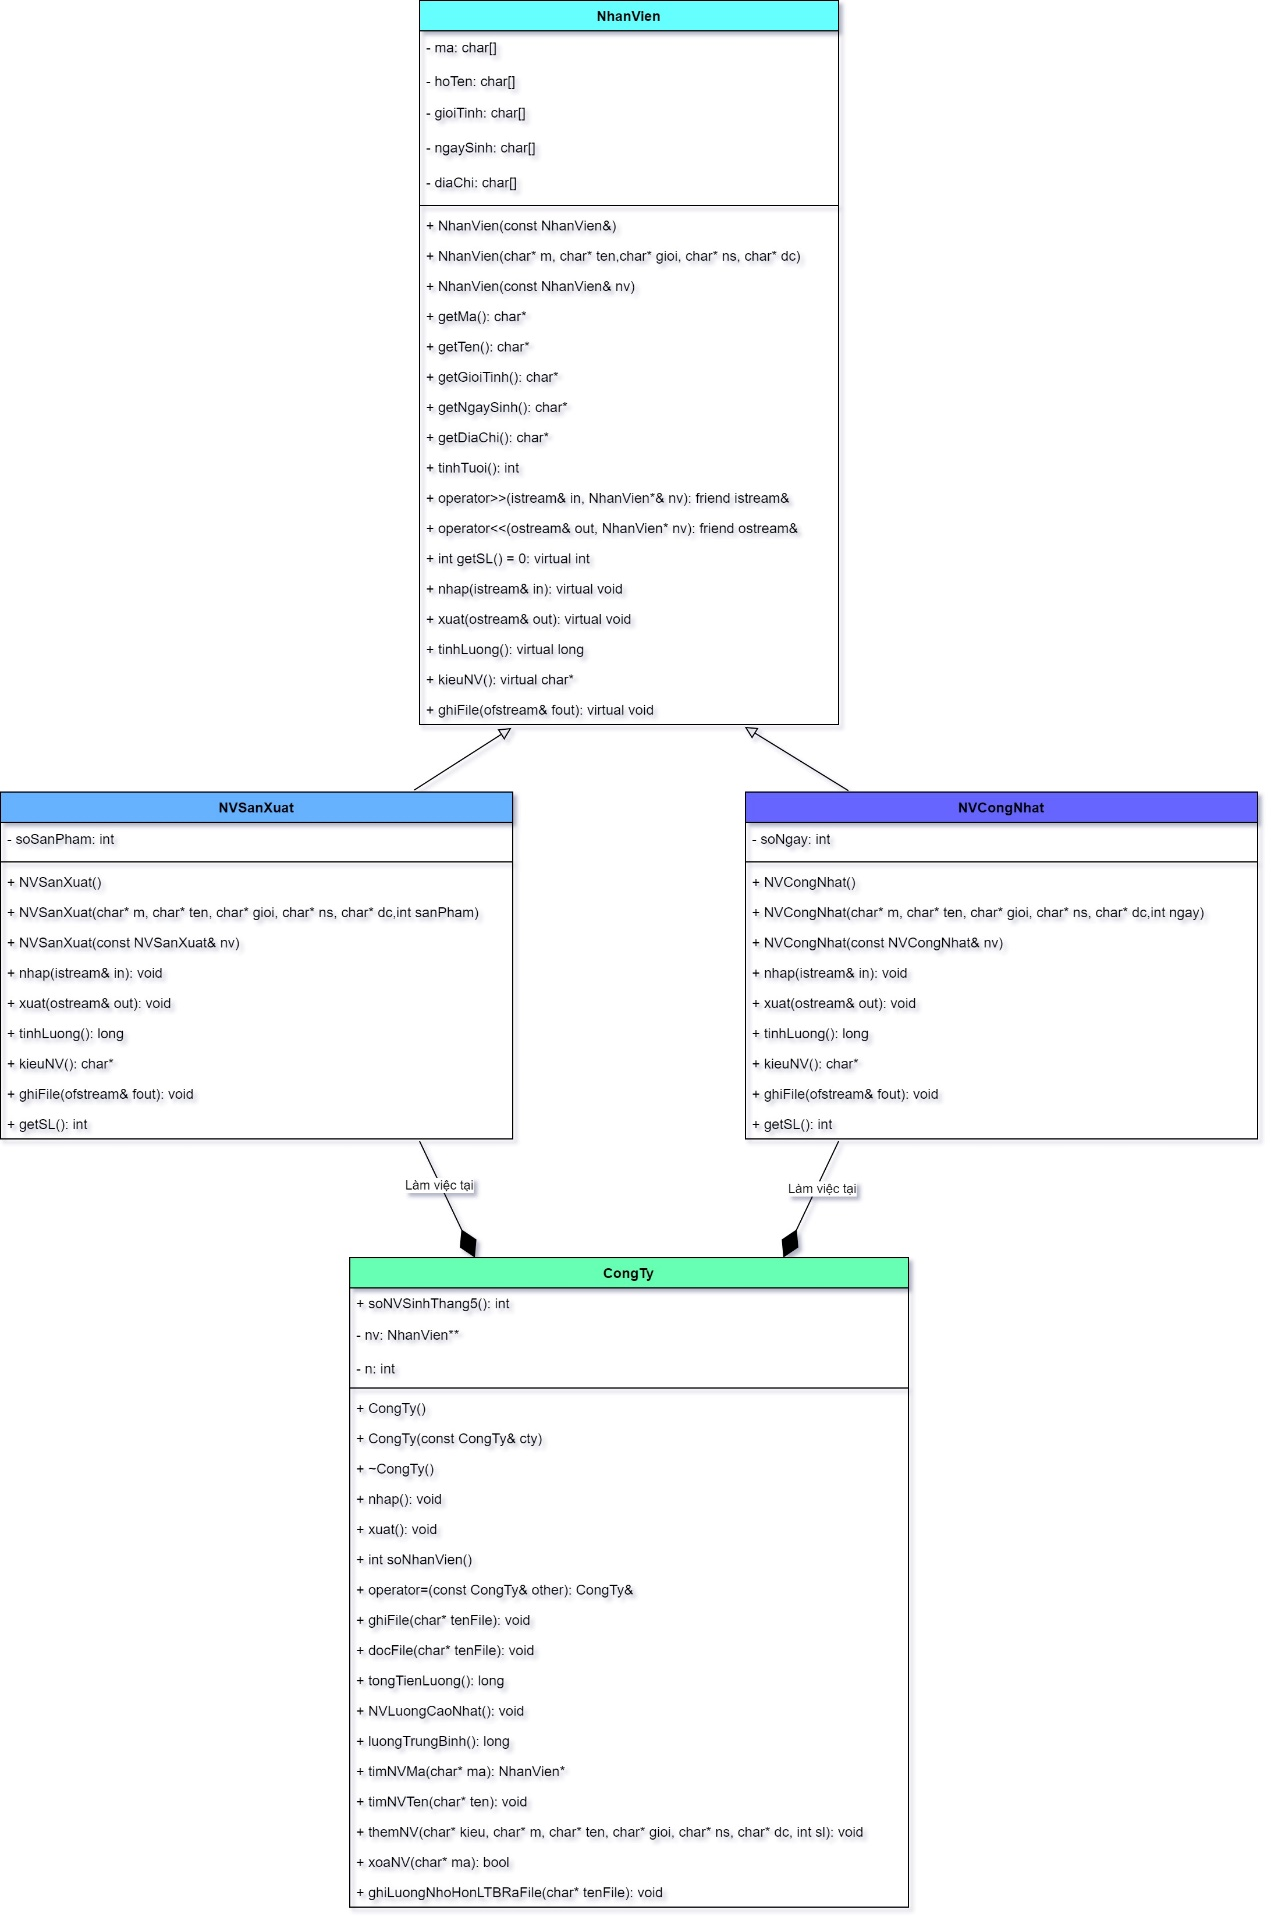 NhanVien
- ma: char[]
- hoTen: char[]
- gioiTinh: char[]
- ngaySinh: char[]
- diaChi: char[]
+ NhanVien(const NhanVien&)
+ NhanVien(char* m, char* ten,char* gioi, char* ns, char* dc)
+ NhanVien(const NhanVien& nv)
+ getMa(): char*
+ getTen(): char*
+ getGioiTinh(): char*
+ getNgaySinh(): char*
+ getDiaChi(): char*
+ tinhTuoi(): int
+ operator>>(istream& in, NhanVien*& nv): friend istream&
+ operator<<(ostream& out, NhanVien* nv): friend ostream&
+ int getSL() = 0: virtual int
+ nhap(istream& in): virtual void
+ xuat(ostream& out): virtual void
+ tinhLuong(): virtual long
+ kieuNV(): virtual char*
+ ghiFile(ofstream& fout): virtual void
NVSanXuat
- soSanPham: int
+ NVSanXuat()
+ NVSanXuat(char* m, char* ten, char* gioi, char* ns, char* dc,int sanPham)
+ NVSanXuat(const NVSanXuat& nv)
+ nhap(istream& in): void
+ xuat(ostream& out): void
+ tinhLuong(): long
+ kieuNV(): char*
+ ghiFile(ofstream& fout): void
+ getSL(): int
NVCongNhat
- soNgay: int
+ NVCongNhat()
+ NVCongNhat(char* m, char* ten, char* gioi, char* ns, char* dc,int ngay)
+ NVCongNhat(const NVCongNhat& nv)
+ nhap(istream& in): void
+ xuat(ostream& out): void
+ tinhLuong(): long
+ kieuNV(): char*
+ ghiFile(ofstream& fout): void
+ getSL(): int
Làm việc tại
Làm việc tại
CongTy
+ soNVSinhThang5(): int
- nv: NhanVien**
- n: int
+ CongTy()
+ CongTy(const CongTy& cty)
+ ~CongTy()
+ nhap(): void
+ xuat(): void
+ int soNhanVien()
+ operator=(const CongTy& other): CongTy&
+ ghiFile(char* tenFile): void
+ docFile(char* tenFile): void
+ tongTienLuong(): long
+ NVLuongCaoNhat(): void
+ luongTrungBinh(): long
+ timNVMa(char* ma): NhanVien*
+ timNVTen(char* ten): void
+ themNV(char* kieu, char* m, char* ten, char* gioi, char* ns, char* dc, int sl): void
+ xoaNV(char* ma): bool
+ ghiLuongNhoHonLTBRaFile(char* tenFile): void